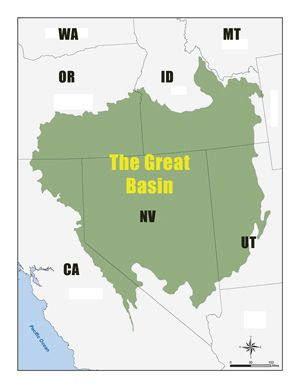 WA
MT
OR
ID
The Great
Basin
NV
UT
CA
Pacific Ocean